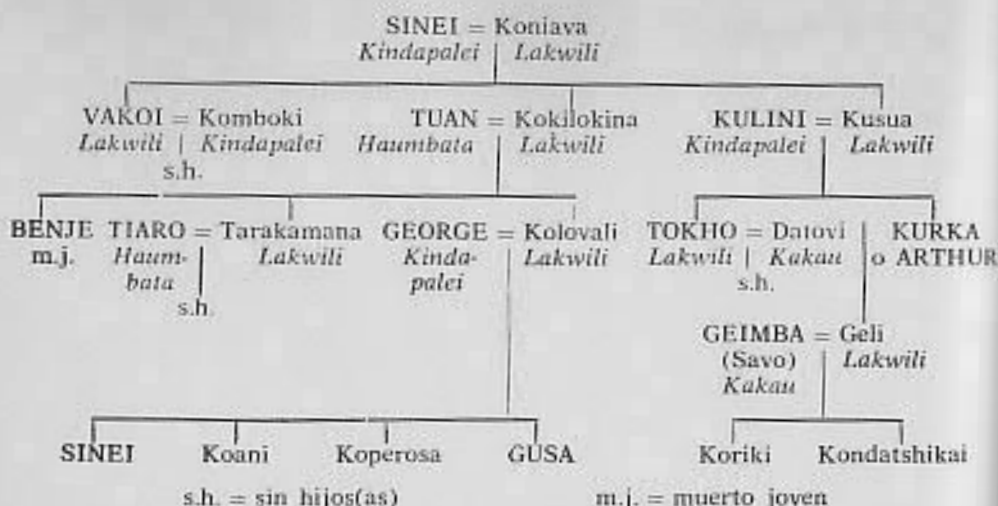 SINEI = Koniava
Kindapalei | Lakwili
VAKOI = Komboki TUAN = Kokilokina KULINI = Kusua
Lakwili | Kindapalei Haumbata Lakwili Kindapalei Lakwili
s.h.
BENJE TIARO = Tarakamana GEORGE = Kolovali TOKHO = Datovi KURKA
m.j. Haum- Lakwili Kinda- Lakwili Lakwili | Kakau o ARTHUR
bata palei s.h.
s.h.
GEIMBA = Geli
(Savo) Lakwili
Kakau
SINEI Koani Koperosa GUSA Koriki Kondatshikai
s.h. = sin hijos(as) m.j. = muerto joven